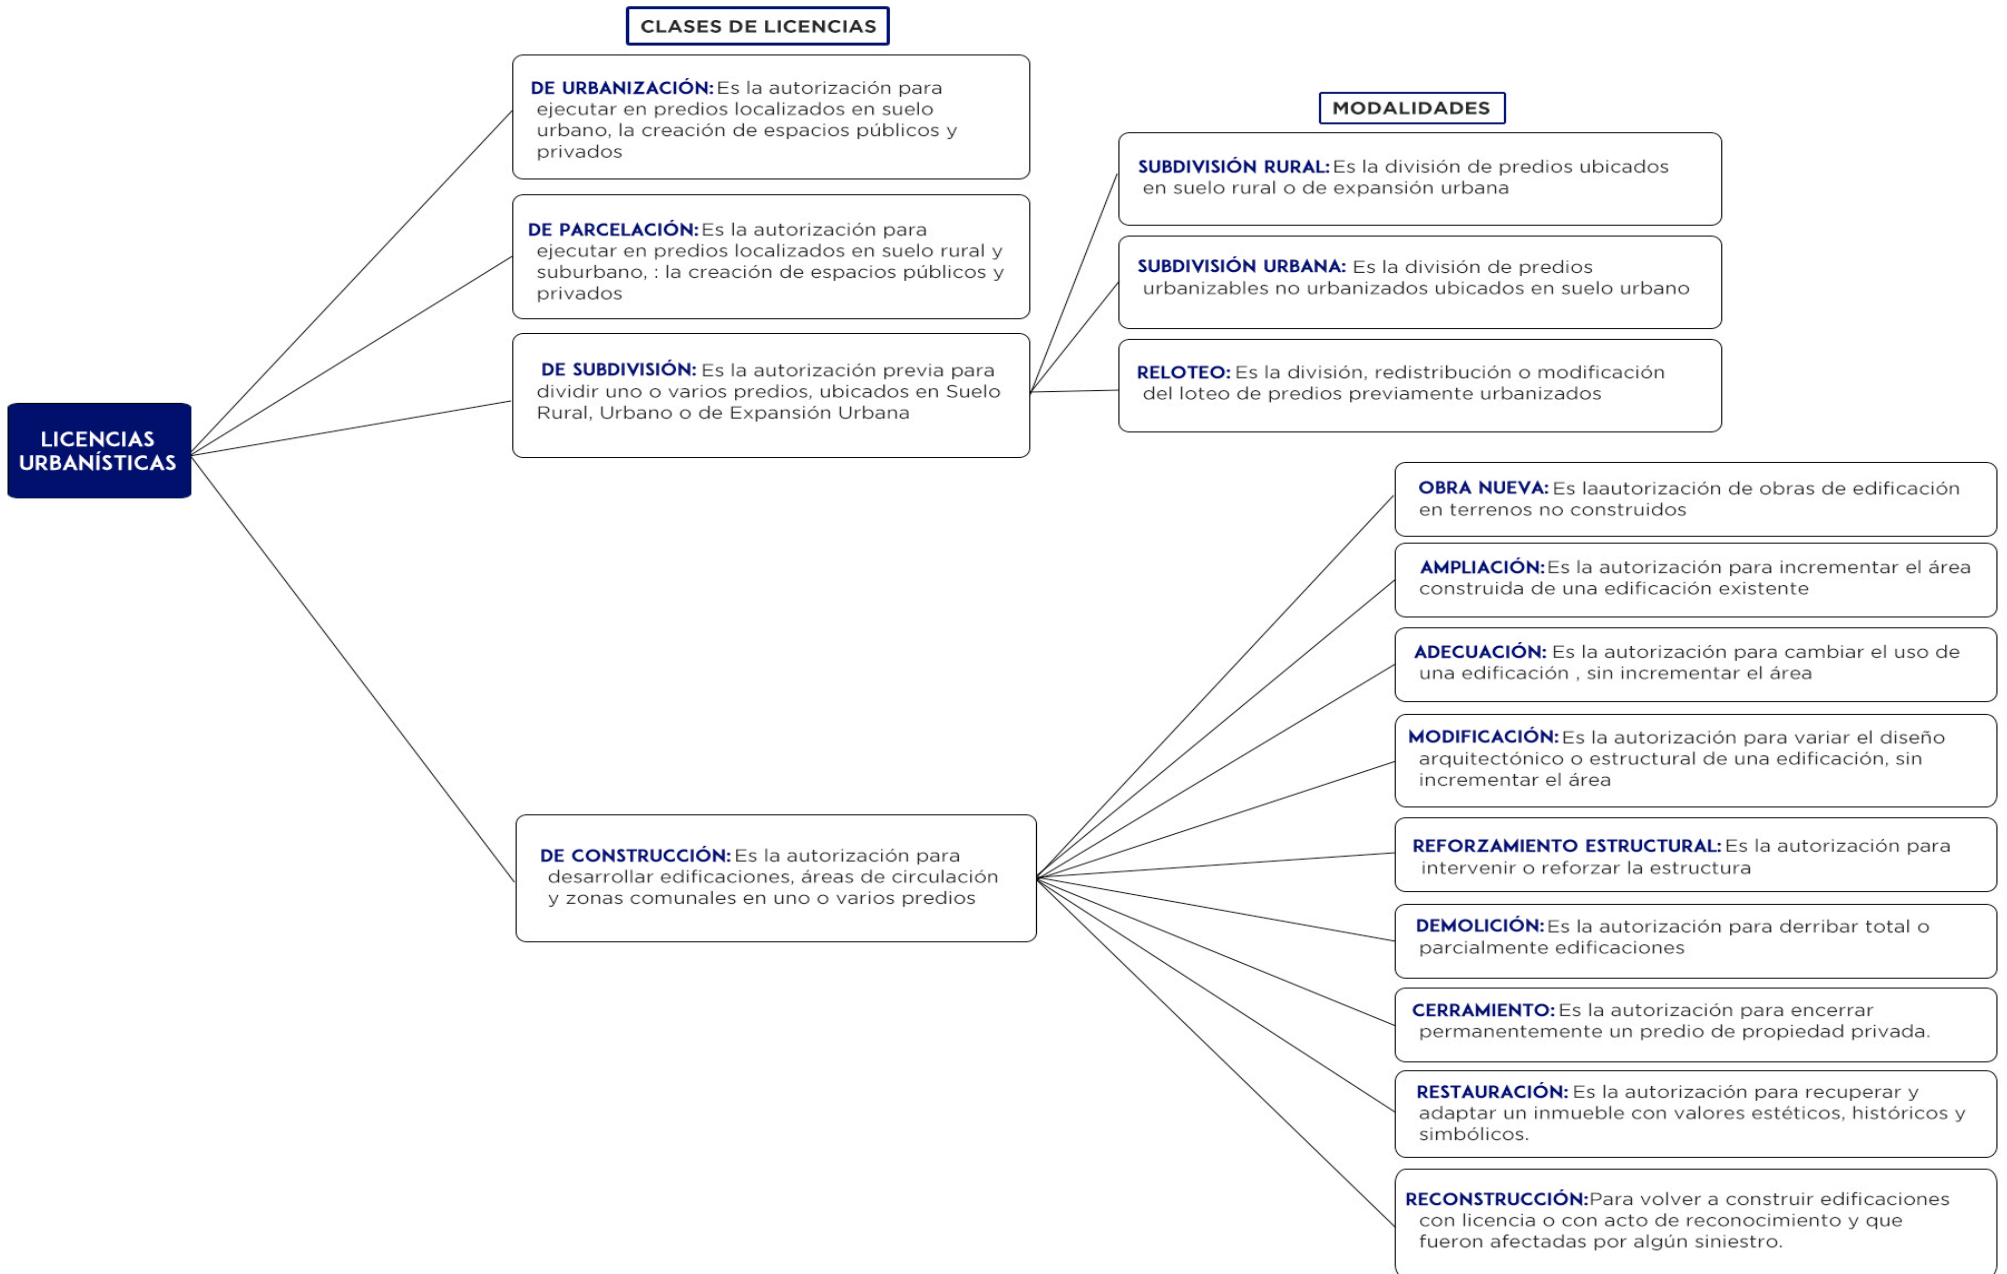 CLASES DE LICENCIAS
DE URBANIZACIÓN: Es la autorización para
ejecutar en predios localizados en suelo
urbano, la creación de espacios públicos y
privados
DE PARCELACIÓN: Es la autorización para
ejecutar en predios localizados en suelo rural y
suburbano, : la creación de espacios públicos y
privados
DE SUBDIVISIÓN: Es la autorización previa para
dividir uno o varios predios, ubicados en Suelo
Rural, Urbano o de Expansión Urbana
MODALIDADES
SUBDIVISIÓN RURAL: Es la división de predios ubicados
en suelo rural o de expansión urbana
SUBDIVISIÓN URBANA: Es la división de predios
urbanizables no urbanizados ubicados en suelo urbano
RELOTEO: Es la división, redistribución o modificación
del loteo de predios previamente urbanizados
LICENCIAS
URBANÍSTICAS
DE CONSTRUCCIÓN: Es la autorización para
desarrollar edificaciones, áreas de circulación
y zonas comunales en uno o varios predios
OBRA NUEVA: Es laautorización de obras de edificación
en terrenos no construidos
AMPLIACIÓN: Es la autorización para incrementar el área
construida de una edificación existente
ADECUACIÓN: Es la autorización para cambiar el uso de
una edificación , sin incrementar el área
MODIFICACIÓN: Es la autorización para variar el diseño
arquitectónico o estructural de una edificación, sin
incrementar el área
REFORZAMIENTO ESTRUCTURAL: Es la autorización para
intervenir o reforzar la estructura
DEMOLICIÓN: Es la autorización para derribar total o
parcialmente edificaciones
CERRAMIENTO: Es la autorización para encerrar
permanentemente un predio de propiedad privada.
RESTAURACIÓN: Es la autorización para recuperar y
adaptar un inmueble con valores estéticos, históricos y
simbólicos.
RECONSTRUCCIÓN:Para volver a construir edificaciones
con licencia o con acto de reconocimiento y que
fueron afectadas por algún siniestro.